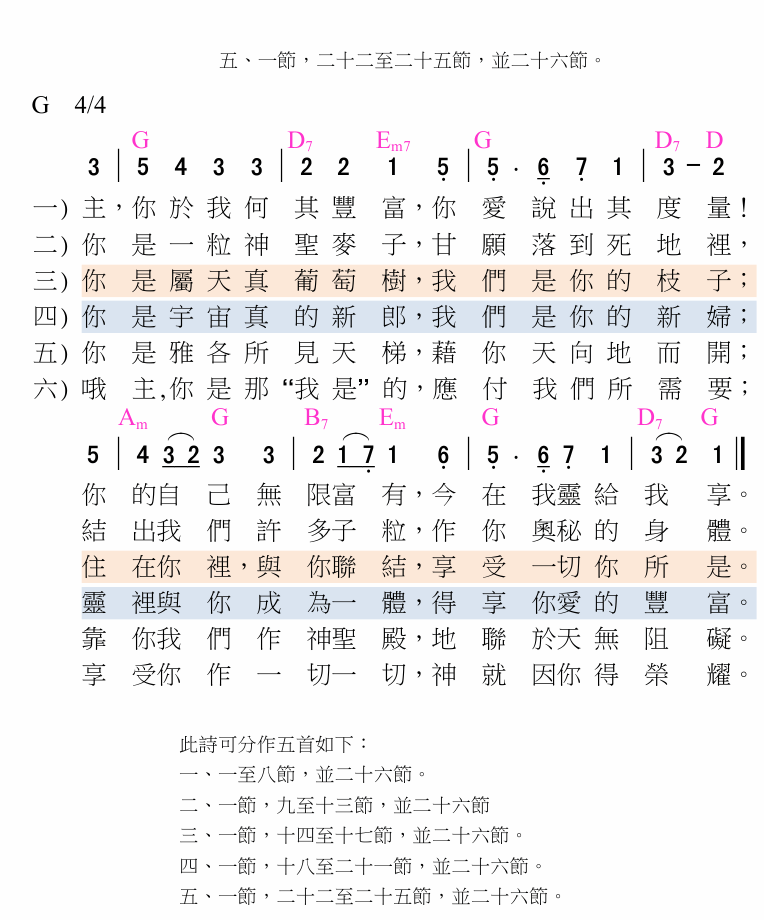 五、一節，二十二至二十五節，並二十六節。
G 4/4
G D7 Em7 G D7 D
3 | 5 4 3 3 | 2 2 1 5̣ | 5̣ . 6̣ 7̣ 1 | 3 – 2
一) 主，你於我何其豐富，你愛說出其度量！
二) 你是一粒神聖麥子，甘願落到死地裡，
三) 你是屬天真葡萄樹，我們是你的枝子；
四) 你是宇宙真的新郎，我們是你的新婦；
五) 你是雅各所見天梯，藉你天向地而開；
六) 哦主,你是那“我是”的，應付我們所需要；
Am G B7 Em G D7 G
5 | 4 3 2 3 3 | 2 1 7̣ 1 6̣ | 5̣ . 6̣ 7̣ 1 | 3 2 1 ‖
你的自己無限富有，今在我靈給我享。
結出我們許多子粒，作你奧秘的身體。
住在你裡，與你聯結，享受一切你所是。
靈裡與你成為一體，得享你愛的豐富。
靠你我們作神聖殿，地聯於天無阻礙。
享受你作一切一切，神就因你得榮耀。
此詩可分作五首如下：
一、一至八節，並二十六節。
二、一節，九至十三節，並二十六節
三、一節，十四至十七節，並二十六節。
四、一節，十八至二十一節，並二十六節。
五、一節，二十二至二十五節，並二十六節。